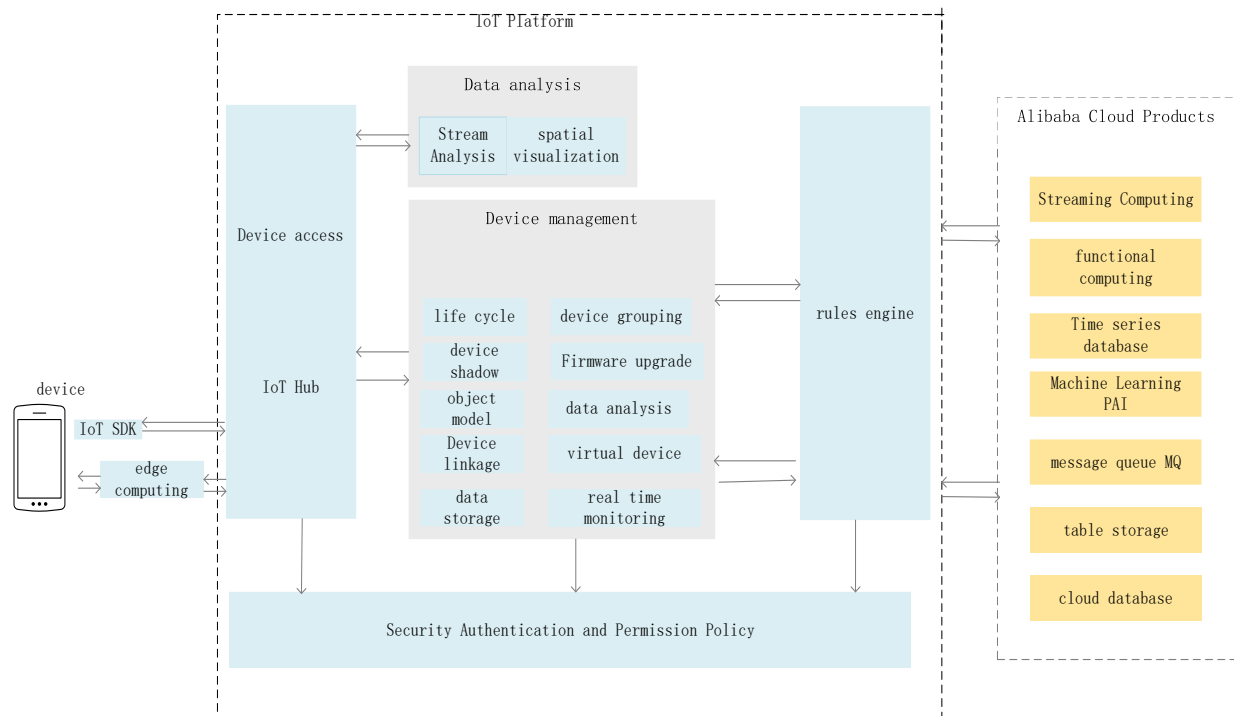 IoT Platform
device
IoT SDK
edge
computing
Device access
IoT Hub
Data analysis
Stream
Analysis
spatial
visualization
Device management
life cycle
device grouping
device
shadow
Firmware upgrade
object
model
data analysis
Device
linkage
virtual device
data
storage
real time
monitoring
rules engine
Security Authentication and Permission Policy
Alibaba Cloud Products
Streaming Computing
functional
computing
Time series
database
Machine Learning
PAI
message queue MQ
table storage
cloud database